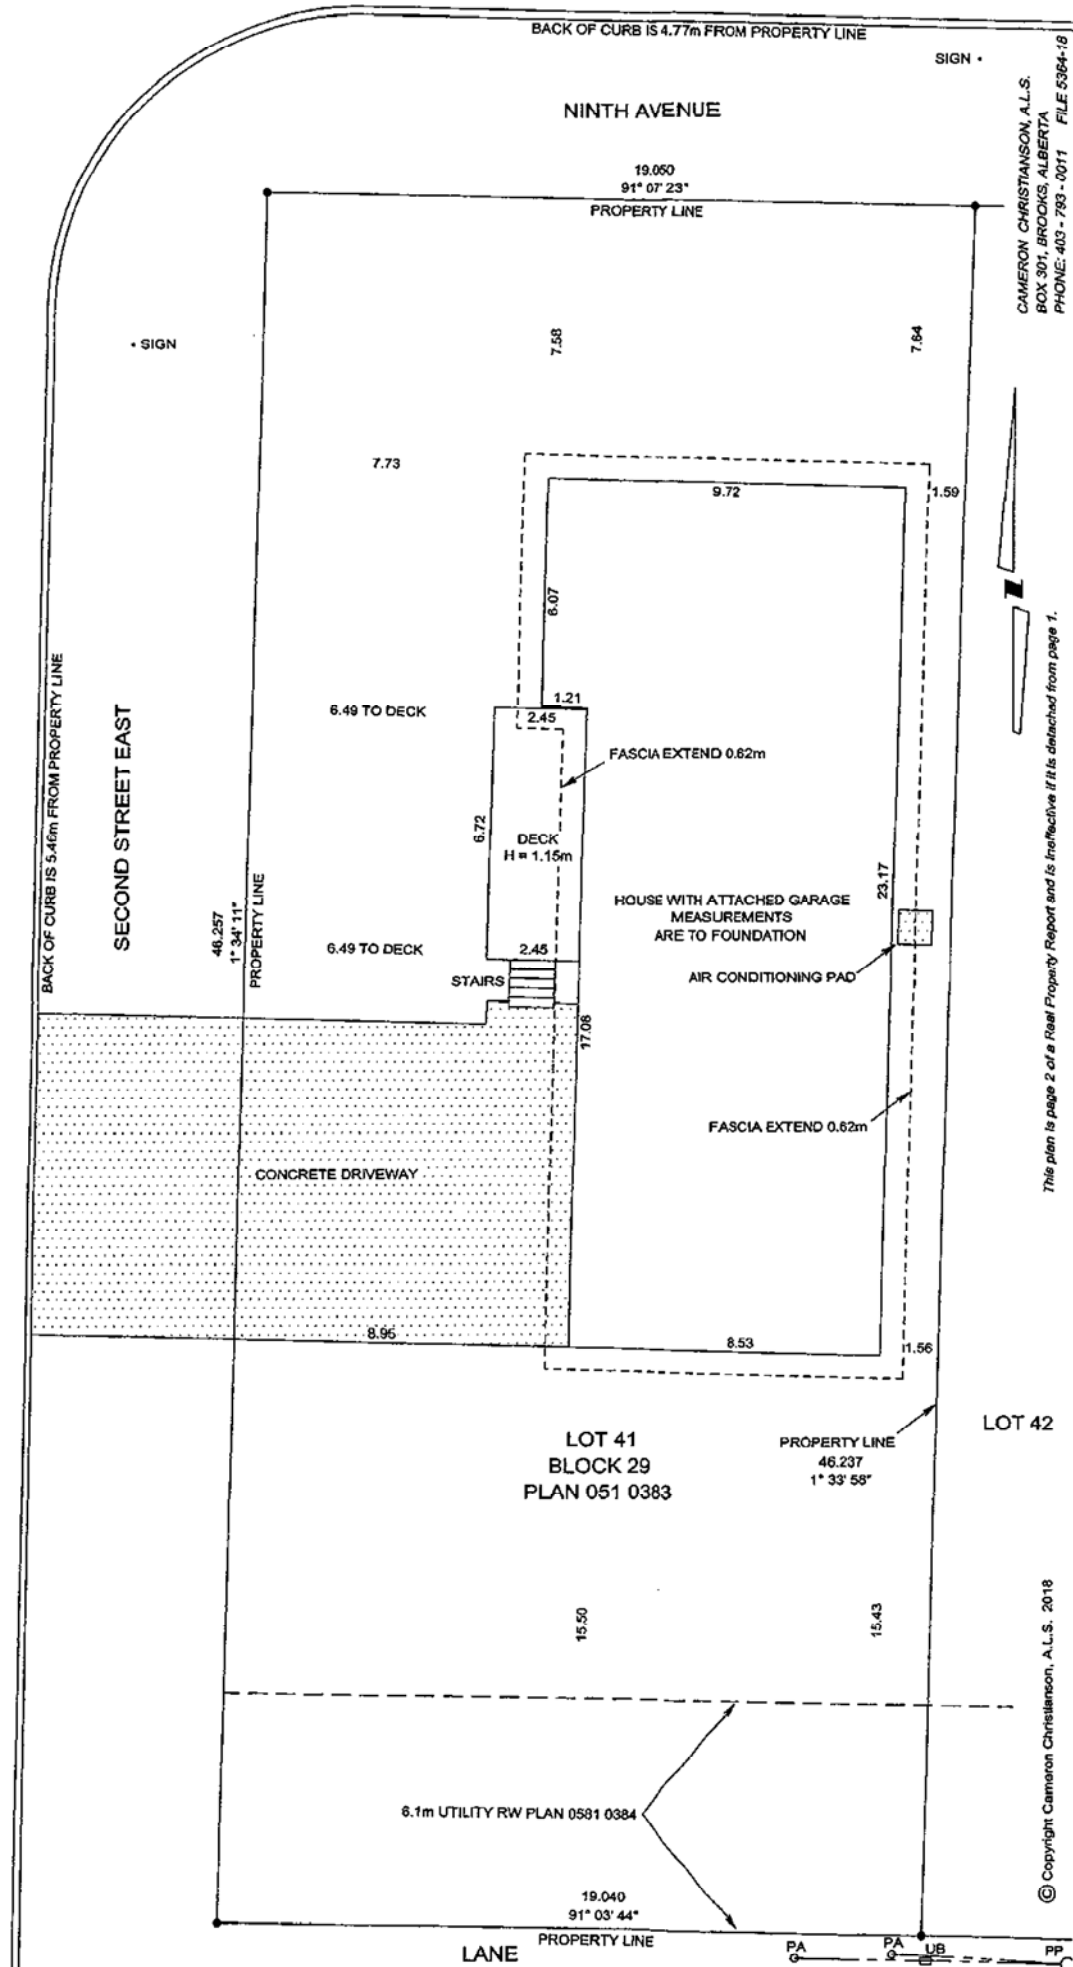 BACK OF CURB IS 4.77m FROM PROPERTY LINE
SIGN
NINTH AVENUE
CAMERON CHRISTIANSON, A.L.S.
BOX 301, BROOKS, ALBERTA
PHONE: 403 - 793 - 0011 FILE 5364-18
19.050
91° 07' 23"
PROPERTY LINE
SIGN
7.58
7.64
7.73
9.72
1.59
6.07
1.21
2.45
6.49 TO DECK
FASCIA EXTEND 0.62m
BACK OF CURB IS 5.46m FROM PROPERTY LINE
SECOND STREET EAST
6.72
DECK
H = 1.15m
46.257
1° 34' 11"
PROPERTY LINE
23.17
HOUSE WITH ATTACHED GARAGE
MEASUREMENTS
ARE TO FOUNDATION
6.49 TO DECK
2.45
STAIRS
AIR CONDITIONING PAD
17.08
This plan is page 2 of a Real Property Report and is ineffective if it is detached from page 1.
FASCIA EXTEND 0.62m
CONCRETE DRIVEWAY
8.95
8.53
1.56
LOT 41
BLOCK 29
PLAN 051 0383
PROPERTY LINE
46.237
1° 33' 58"
LOT 42
15.50
15.43
6.1m UTILITY RW PLAN 0581 0384
© Copyright Cameron Christianson, A.L.S. 2018
19.040
91° 03' 44"
PROPERTY LINE
LANE
PA
PA
UB
PP